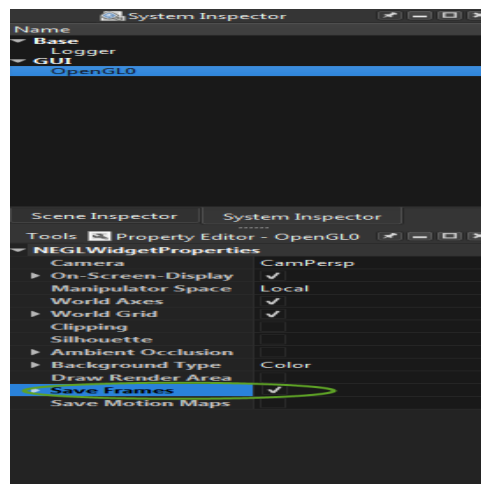 System Inspector
Name
Base
Logger
GUI
OpenGL0
Scene Inspector System Inspector
Tools Property Editor - OpenGL0
NEGLWidgetProperties
Camera CamPersp
On-Screen-Display
Manipulator Space Local
World Axes
World Grid
Clipping
Silhouette
Ambient Occlusion
Background Type Color
Draw Render Area
Save Frames
Save Motion Maps